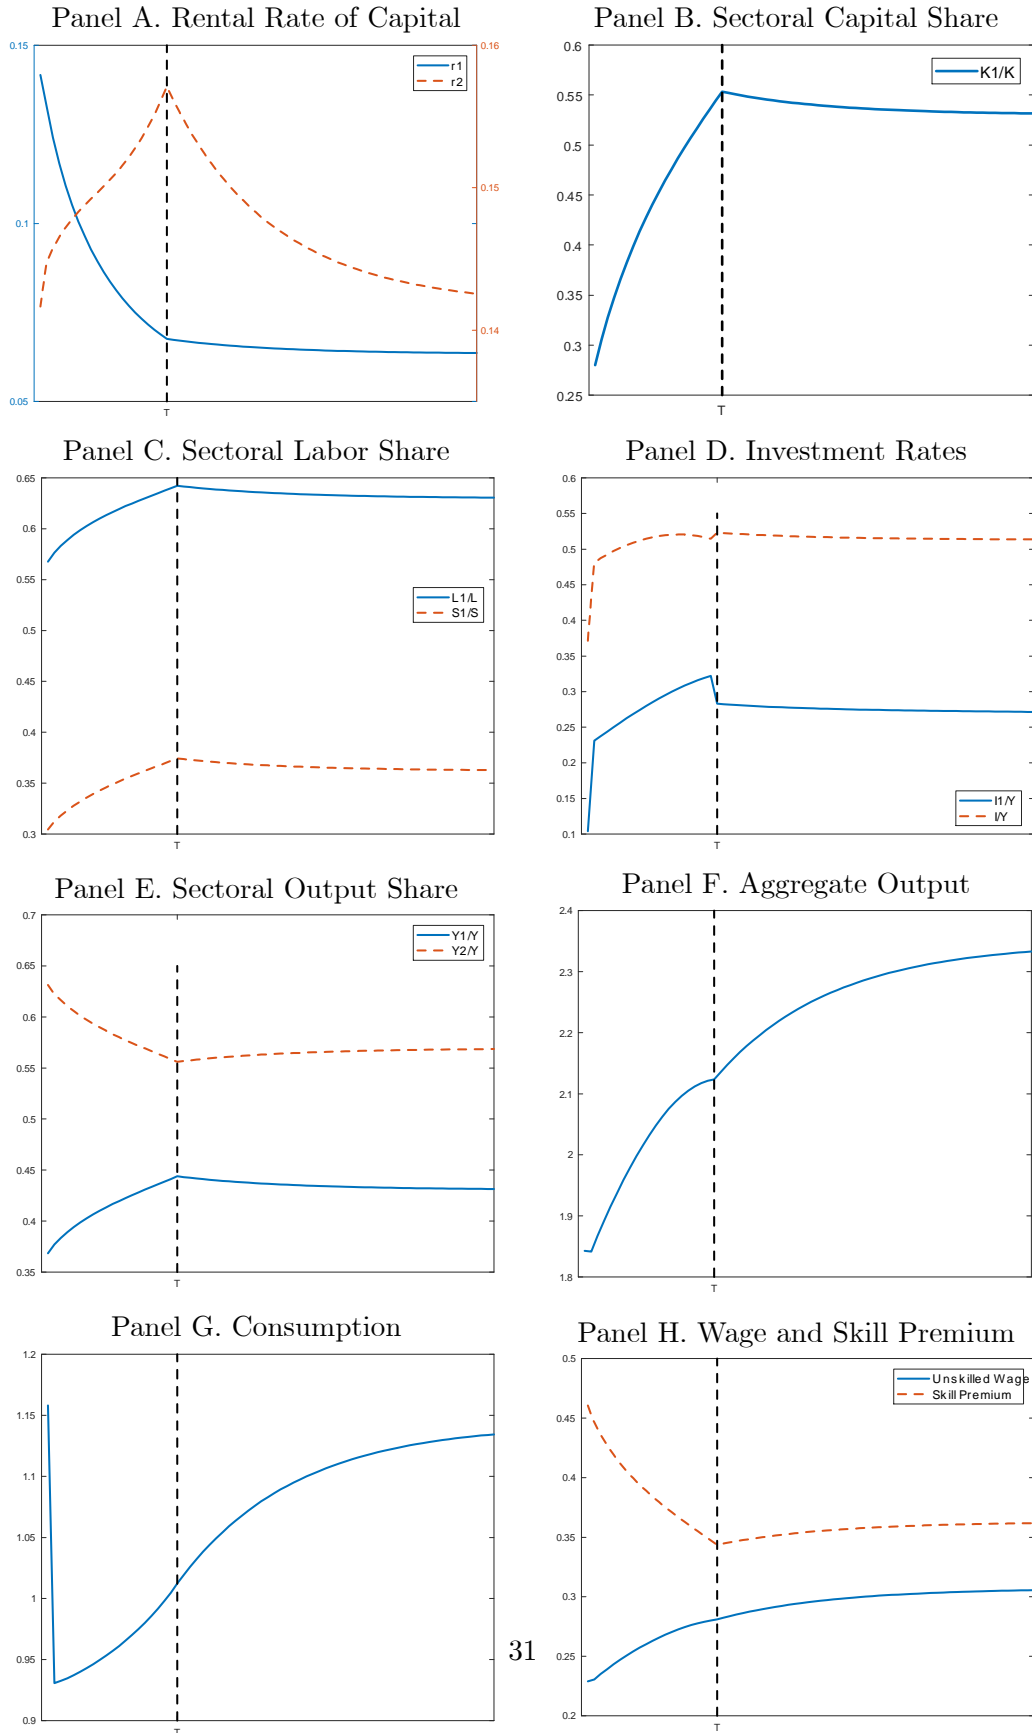 Panel A. Rental Rate of Capital
0.15
0.1
0.05
0.16
0.15
0.14
r1
r2
T
Panel B. Sectoral Capital Share
0.6
0.55
0.5
0.45
0.4
0.35
0.3
0.25
K1/K
T
Panel C. Sectoral Labor Share
0.65
0.6
0.55
0.5
0.45
0.4
0.35
0.3
L1/L
S1/S
T
Panel D. Investment Rates
0.6
0.55
0.5
0.45
0.4
0.35
0.3
0.25
0.2
0.15
0.1
I1/Y
I/Y
T
Panel E. Sectoral Output Share
0.7
0.65
0.6
0.55
0.5
0.45
0.4
0.35
Y1/Y
Y2/Y
T
Panel F. Aggregate Output
2.4
2.3
2.2
2.1
2
1.9
1.8
T
Panel G. Consumption
1.2
1.15
1.1
1.05
1
0.95
0.9
T
Panel H. Wage and Skill Premium
0.5
0.45
0.4
0.35
0.3
0.25
0.2
Unskilled Wage
Skill Premium
T
31